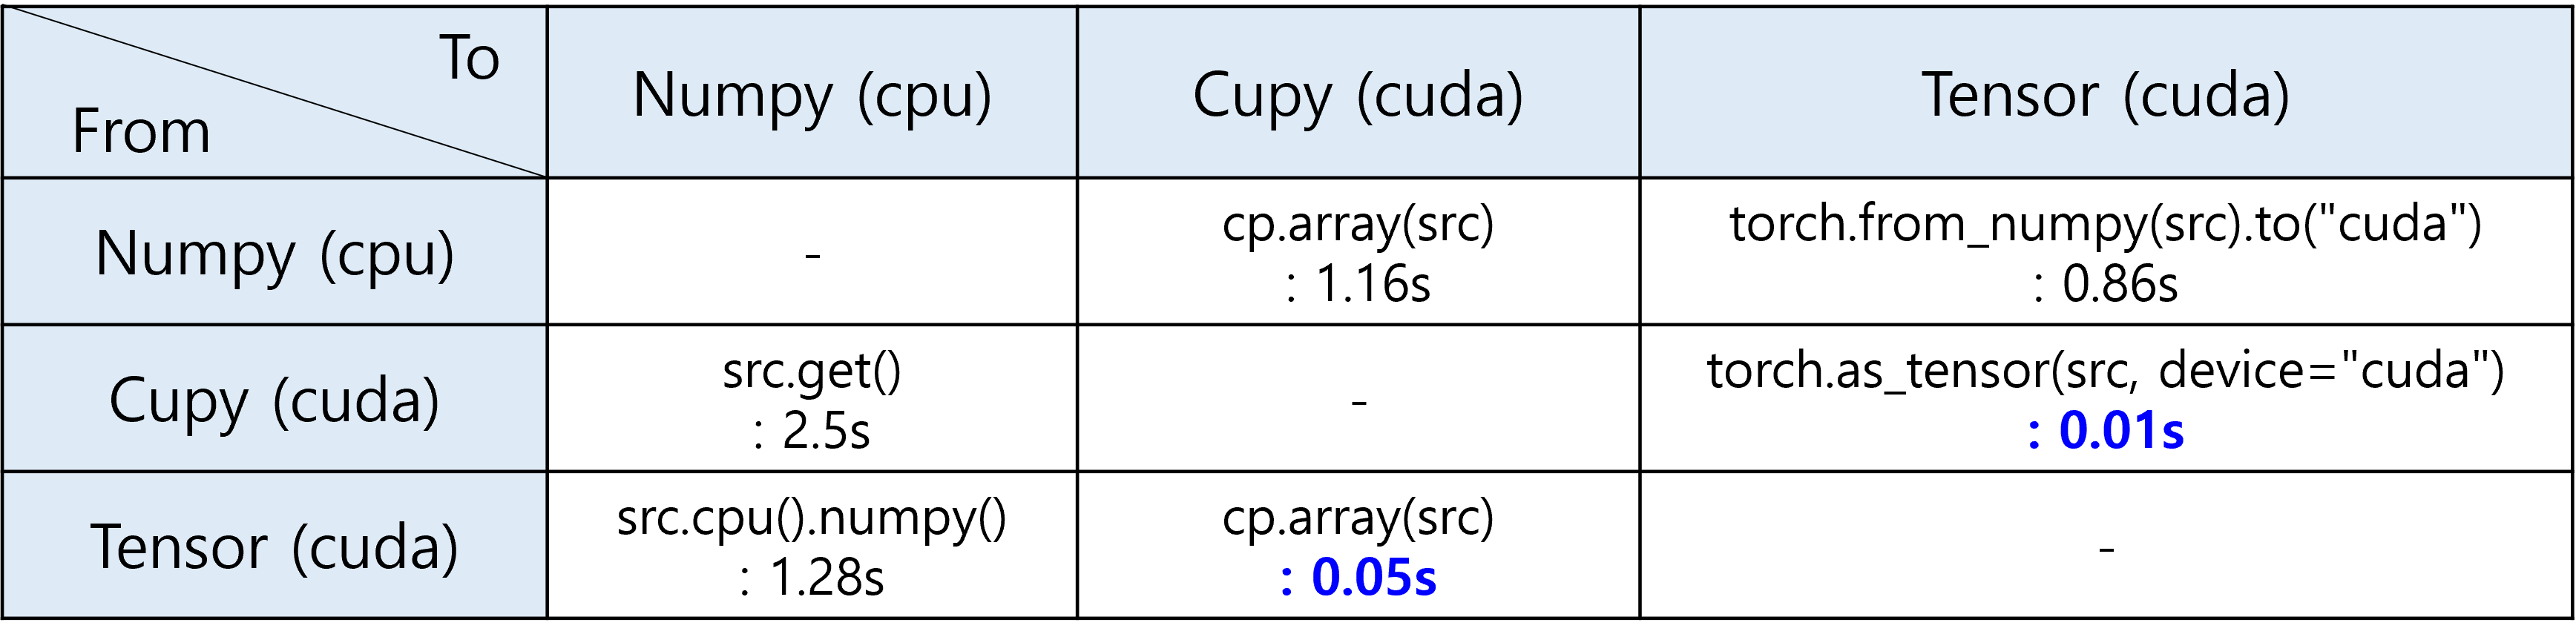 To
From
Numpy (cpu)
Cupy (cuda)
Tensor (cuda)
Numpy (cpu)
-
cp.array(src)
: 1.16s
torch.from_numpy(src).to("cuda")
: 0.86s
Cupy (cuda)
src.get()
: 2.5s
-
torch.as_tensor(src, device="cuda")
: 0.01s
Tensor (cuda)
src.cpu().numpy()
: 1.28s
cp.array(src)
: 0.05s
-